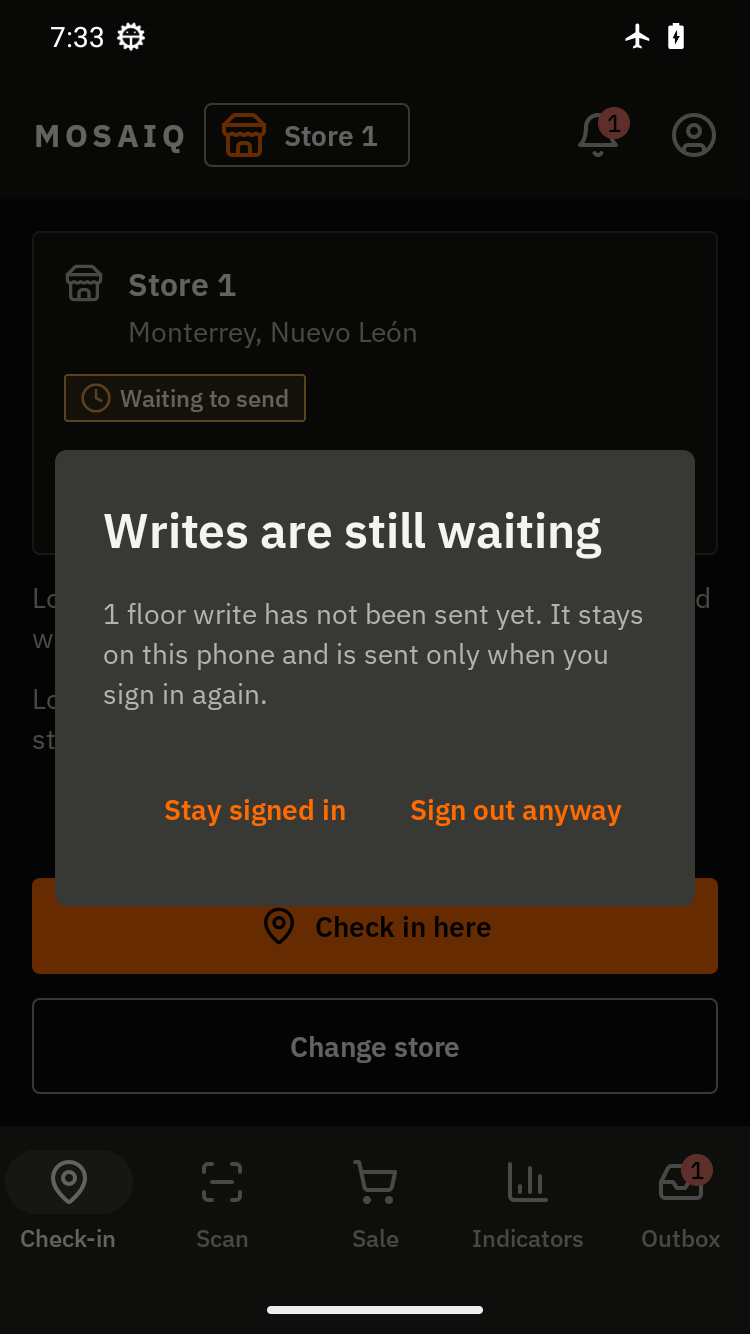 7:33
MOSAIQ
Store 1
1
Store 1
Monterrey, Nuevo León
Waiting to send
Writes are still waiting
1 floor write has not been sent yet. It stays
on this phone and is sent only when you
sign in again.
Stay signed in
Sign out anyway
Check in here
Change store
1
Check-in
Scan
Sale
Indicators
Outbox